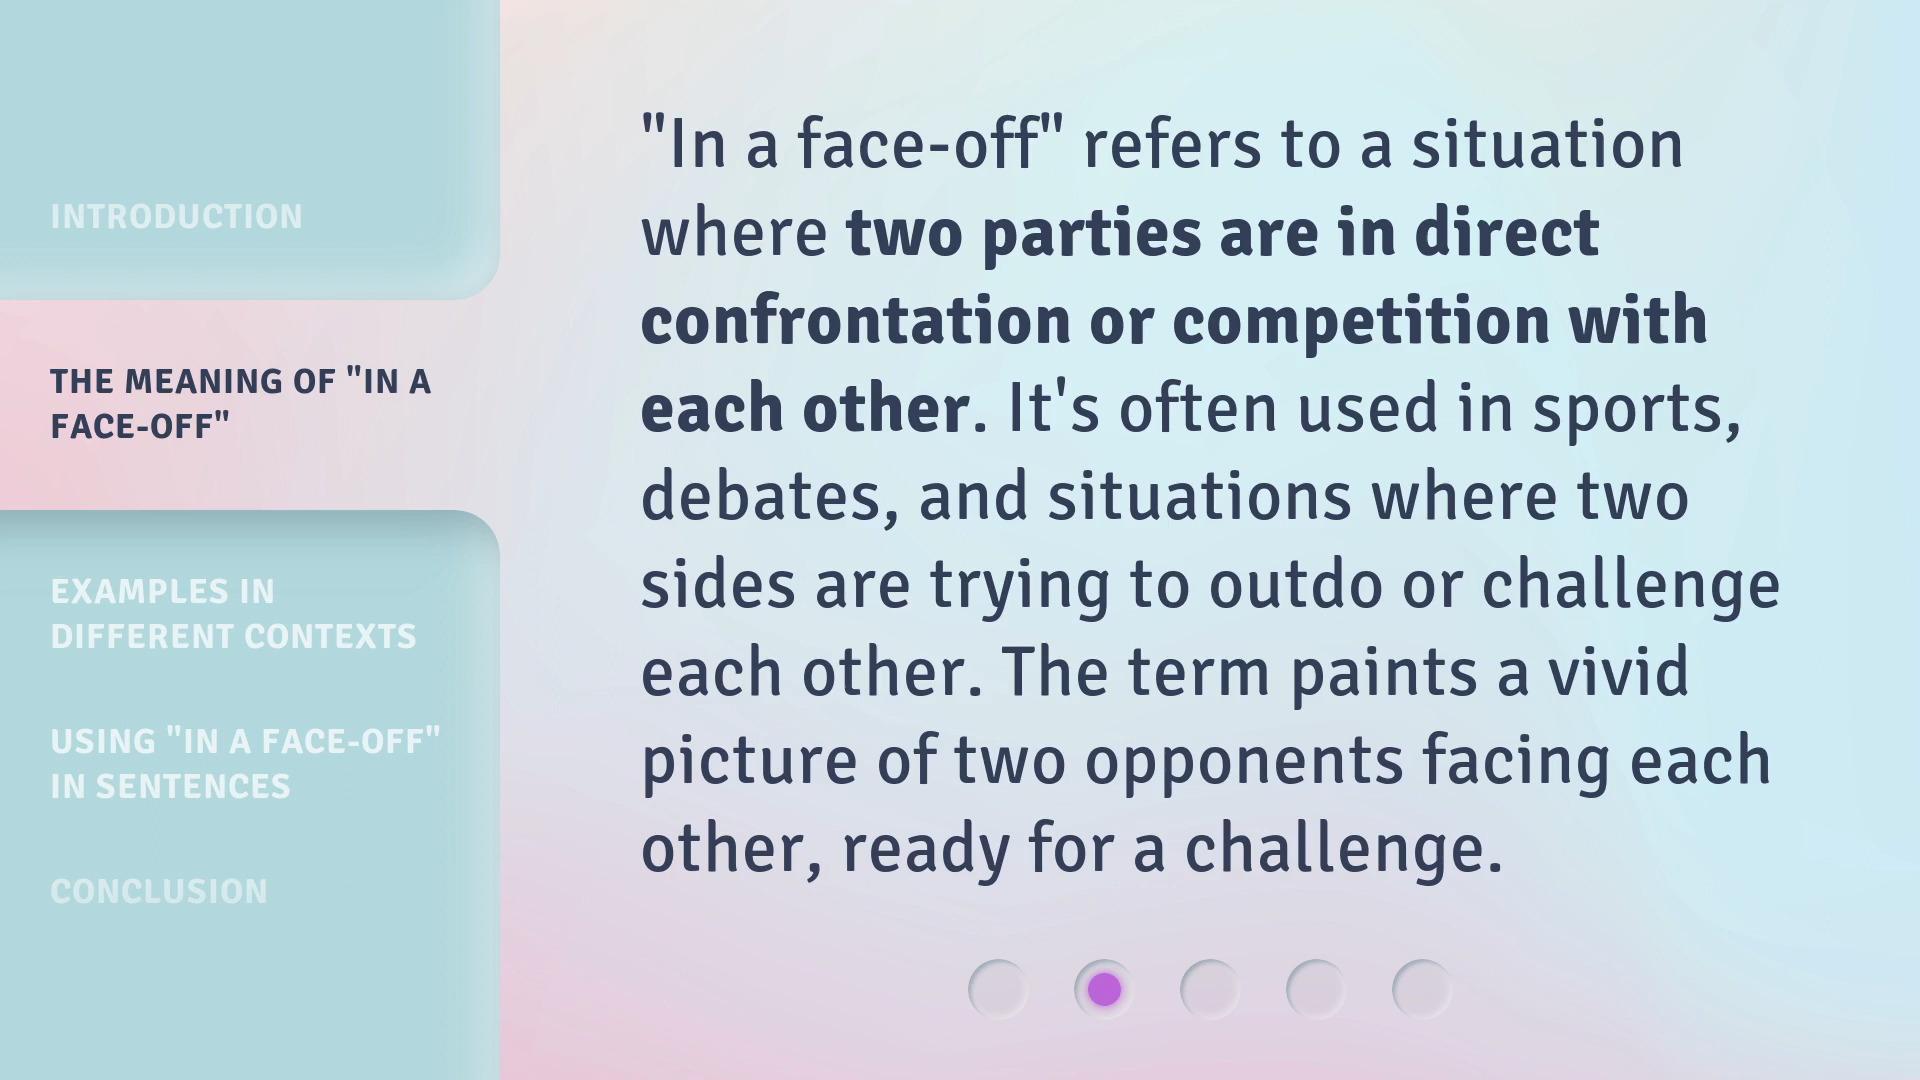 INTRODUCTION
THE MEANING OF "IN A
FACE-OFF"
EXAMPLES IN
DIFFERENT CONTEXTS
USING "IN A FACE-OFF"
IN SENTENCES
CONCLUSION
"In a face-off" refers to a situation
where two parties are in direct
confrontation or competition with
each other. It's often used in sports,
debates, and situations where two
sides are trying to outdo or challenge
each other. The term paints a vivid
picture of two opponents facing each
other, ready for a challenge.